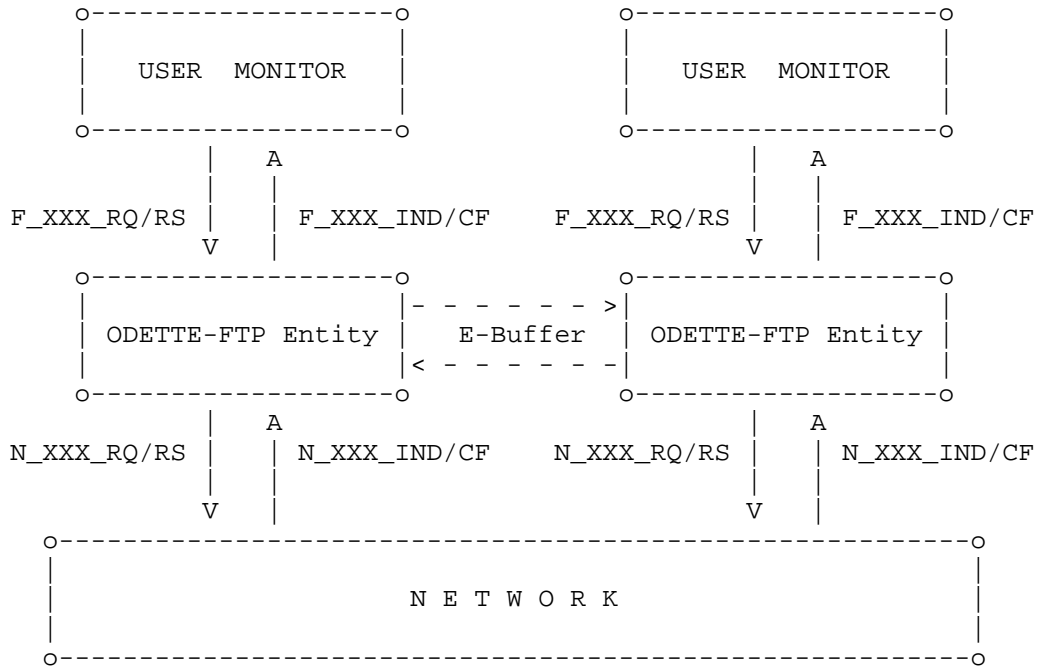 USER MONITOR USER MONITOR
A A
F_XXX_RQ/RS F_XXX_IND/CF F_XXX_RQ/RS F_XXX_IND/CF
V V
- - - - - - >
ODETTE-FTP Entity E-Buffer ODETTE-FTP Entity
< - - - - - -
A A
N_XXX_RQ/RS N_XXX_IND/CF N_XXX_RQ/RS N_XXX_IND/CF
V V
N E T W O R K